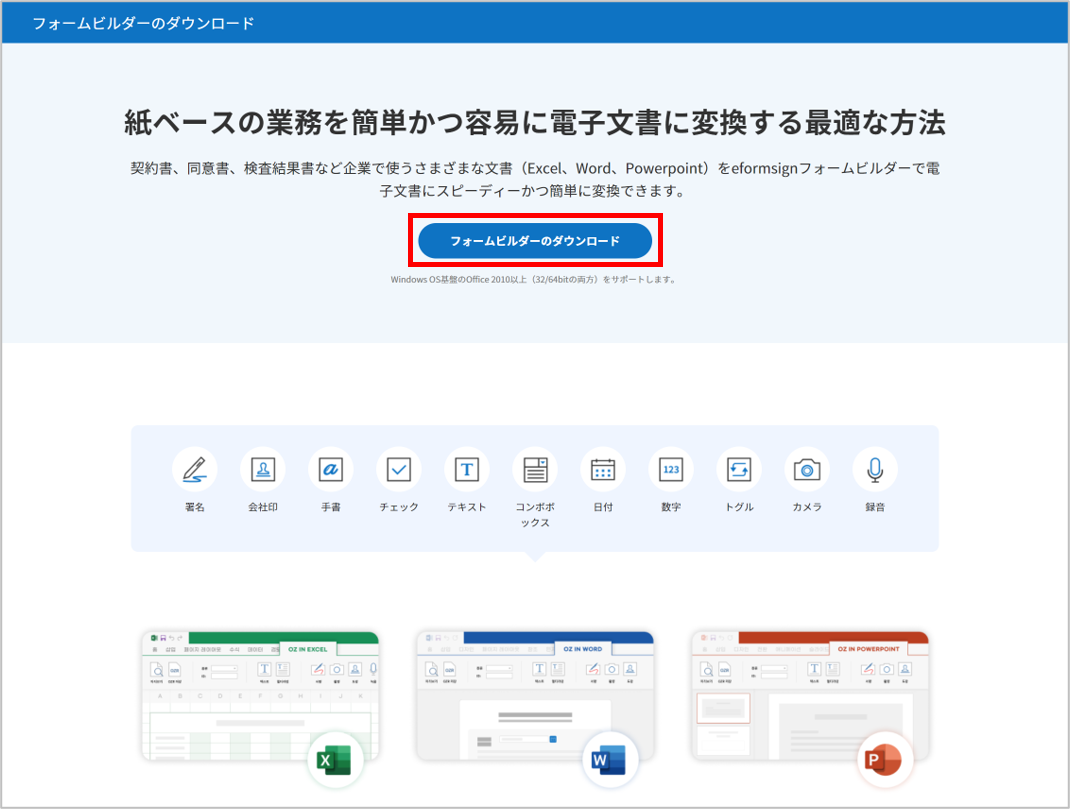 フォームビルダーのダウンロード
紙ベースの業務を簡単かつ容易に電子文書に変換する最適な方法
契約書、同意書、検査結果書など企業で使うさまざまな文書（Excel、Word、Powerpoint）をeformsignフォームビルダーで電
子文書にスピーディーかつ簡単に変換できます。
フォームビルダーのダウンロード
Windows OS基盤のOffice 2010以上（32/64bitの両方）をサポートします。
T
123
署名 会社印 手書 チェック テキスト コンボボ 日付 数字 トグル カメラ 録音
ックス
OZ IN EXCEL OZ IN WORD OZ IN POWERPOINT
A B C D E F G H I J K
X W P